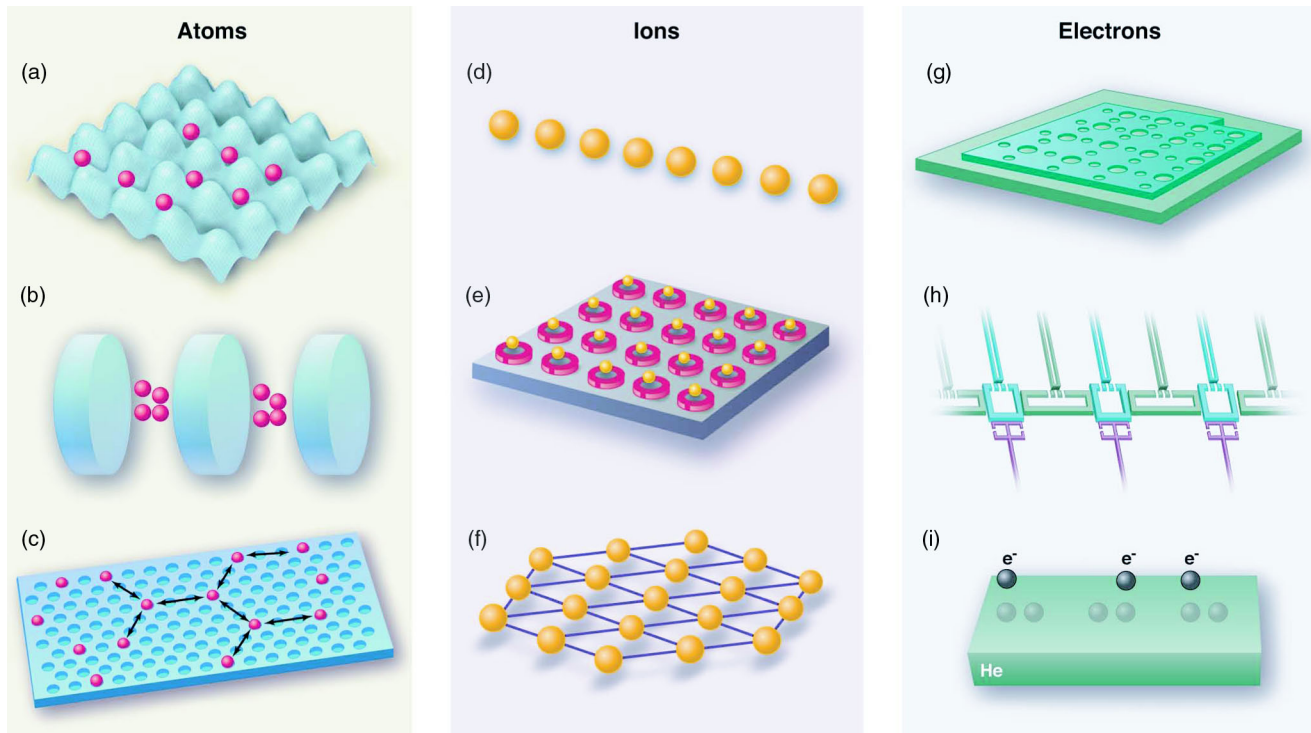 Atoms
(a)
(b)
(c)
Ions
(d)
(e)
(f)
Electrons
(g)
(h)
(i)
e-
e-
e-
He